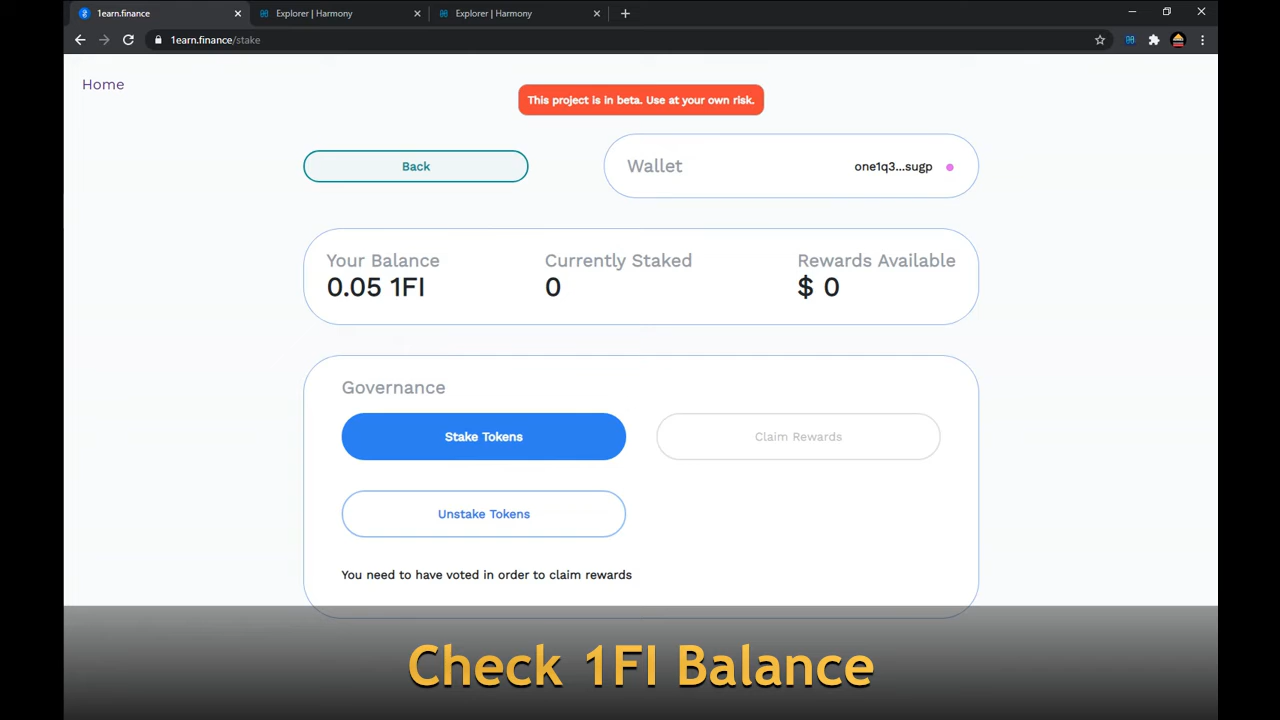 1earn.finance
Explorer | Harmony
Explorer | Harmony
1earn.finance/stake
Home
This project is in beta. Use at your own risk.
Back
Wallet
one1q3...sugp
Your Balance
Currently Staked
Rewards Available
0.05 1FI
0
$ 0
Governance
Stake Tokens
Claim Rewards
Unstake Tokens
You need to have voted in order to claim rewards
Check 1FI Balance